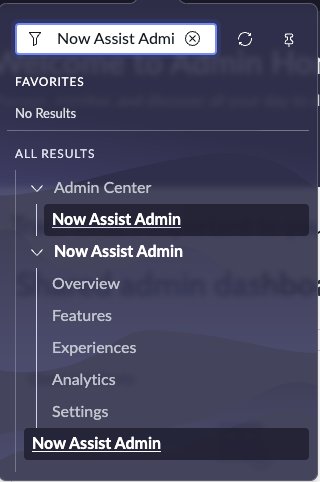 Now Assist Admi
FAVORITES
No Results
ALL RESULTS
Admin Center
Now Assist Admin
Now Assist Admin
Overview
Features
Experiences
Analytics
Settings
Now Assist Admin